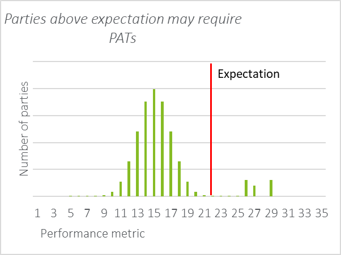 Parties above expectation may require
PATs
Expectation
Number of parties
1 3 5 7 9 11 13 15 17 19 21 23 25 27 29 31 33 35
Performance metric